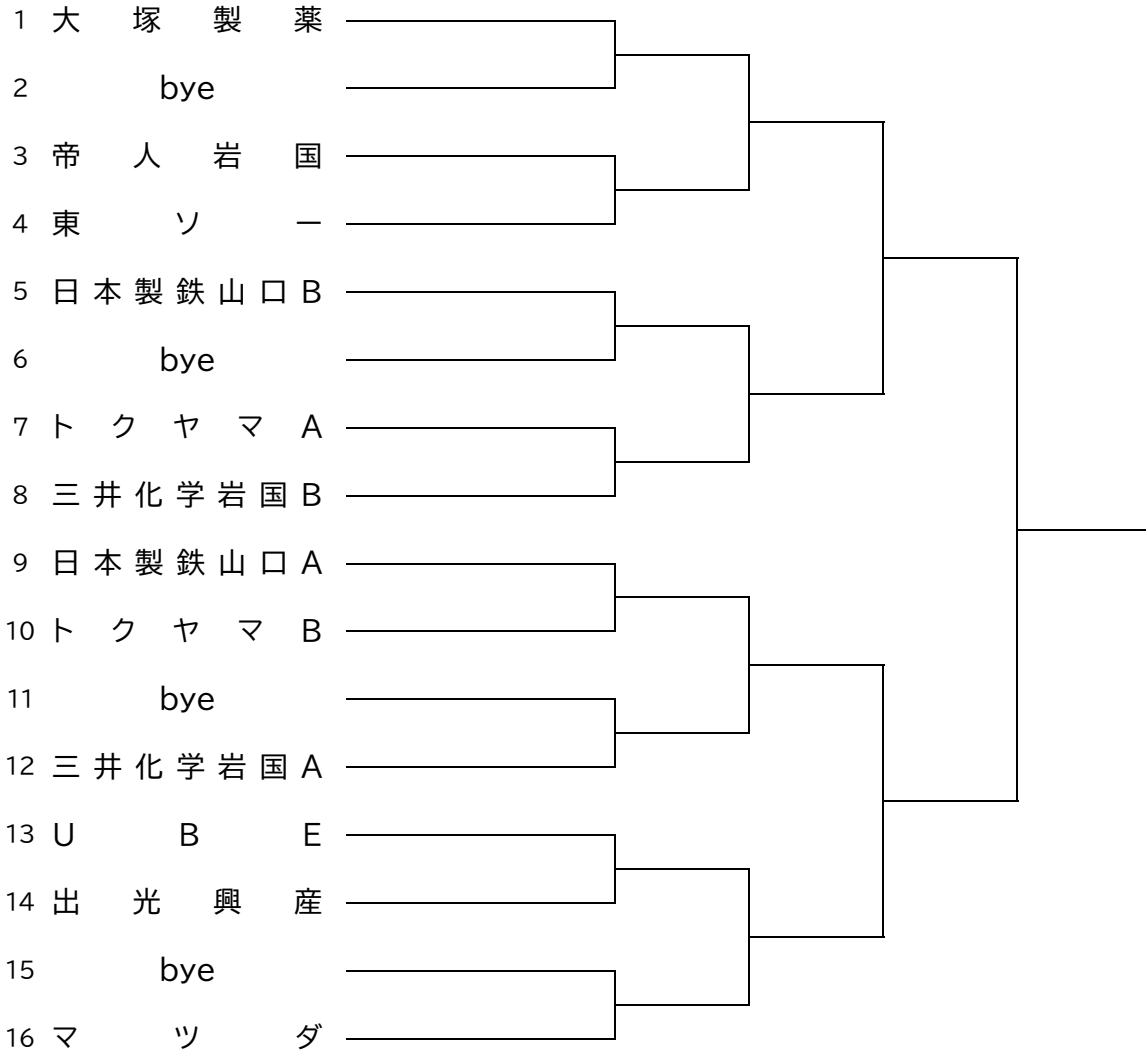 1 大塚製薬
2 bye
3 帝人岩国
4 東ソー
5 日本製鉄山口B
6 bye
7 トクヤマA
8 三井化学岩国B
9 日本製鉄山口A
10 トクヤマB
11 bye
12 三井化学岩国A
13 UBE
14 出光興産
15 bye
16 マツダ